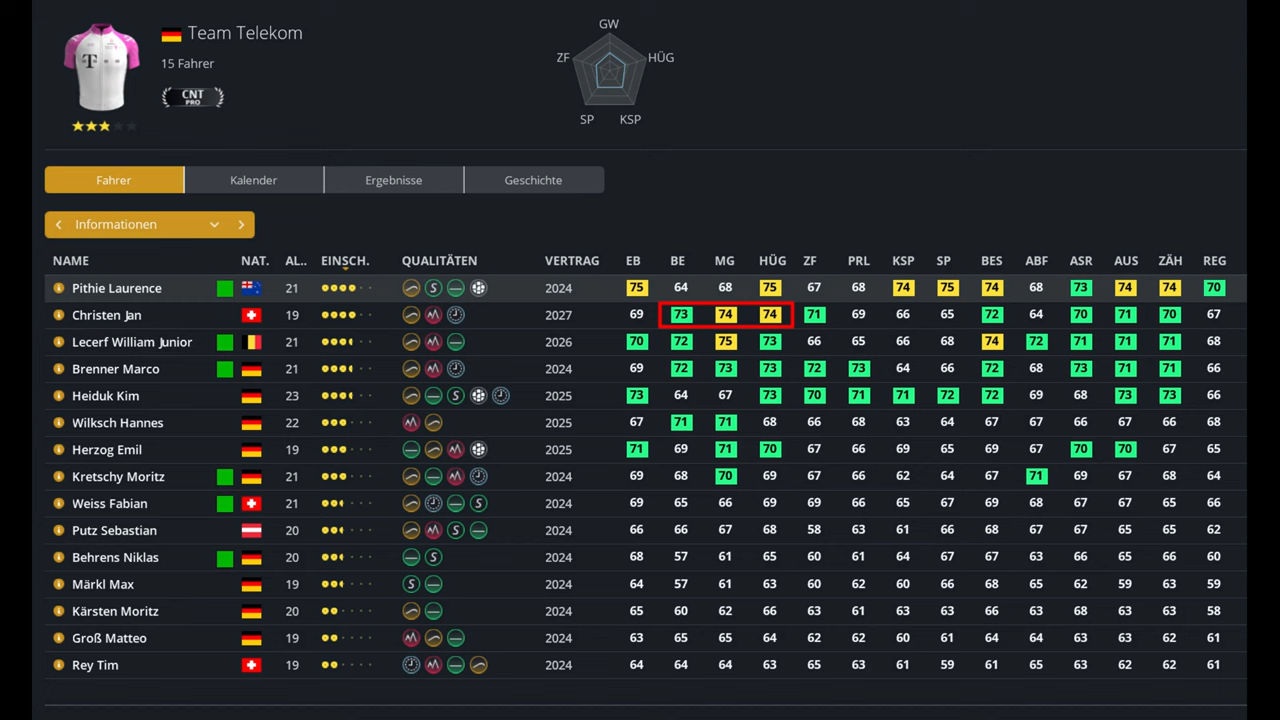 Team Telekom
15 Fahrer
CNT
PRO
T
GW
ZF
HÜG
SP
KSP
Fahrer Kalender Ergebnisse Geschichte
Informationen
NAME NAT. AL.. EINSCH. QUALITÄTEN VERTRAG EB BE MG HÜG ZF PRL KSP SP BES ABF ASR AUS ZÄH REG
Pithie Laurence 21 S 2024 75 64 68 75 67 68 74 75 74 68 73 74 74 70
Christen Jan 19 2027 69 73 74 74 71 69 66 65 72 64 70 71 70 67
Lecerf William Junior 21 2026 70 72 75 73 66 65 66 68 74 72 71 71 71 68
Brenner Marco 21 2024 69 72 73 73 72 73 64 66 72 68 73 71 71 66
Heiduk Kim 23 S 2025 73 64 67 73 70 71 71 72 72 69 68 73 73 66
Wilksch Hannes 22 2025 67 71 71 68 66 68 63 64 67 66 67 66 66 68
Herzog Emil 19 2025 71 69 71 70 67 66 69 65 69 67 70 70 67 65
Kretschy Moritz 21 2024 69 68 70 69 67 66 62 64 67 71 69 67 68 64
Weiss Fabian 21 S 2024 69 65 66 69 69 66 65 67 69 68 67 67 66 65
Putz Sebastian 20 S 2024 66 66 67 68 58 63 61 66 68 67 67 65 65 62
Behrens Niklas 20 S 2024 68 57 61 65 60 61 64 67 67 63 66 65 66 60
Märkl Max 19 S 2024 64 57 61 63 60 62 60 66 68 65 62 59 63 59
Kärsten Moritz 20 2024 65 60 62 66 63 61 63 63 66 63 68 63 63 58
Groß Matteo 19 2024 63 65 65 64 62 62 60 61 64 64 63 63 62 61
Rey Tim 19 2024 64 64 64 63 65 63 61 59 61 65 63 62 62 61